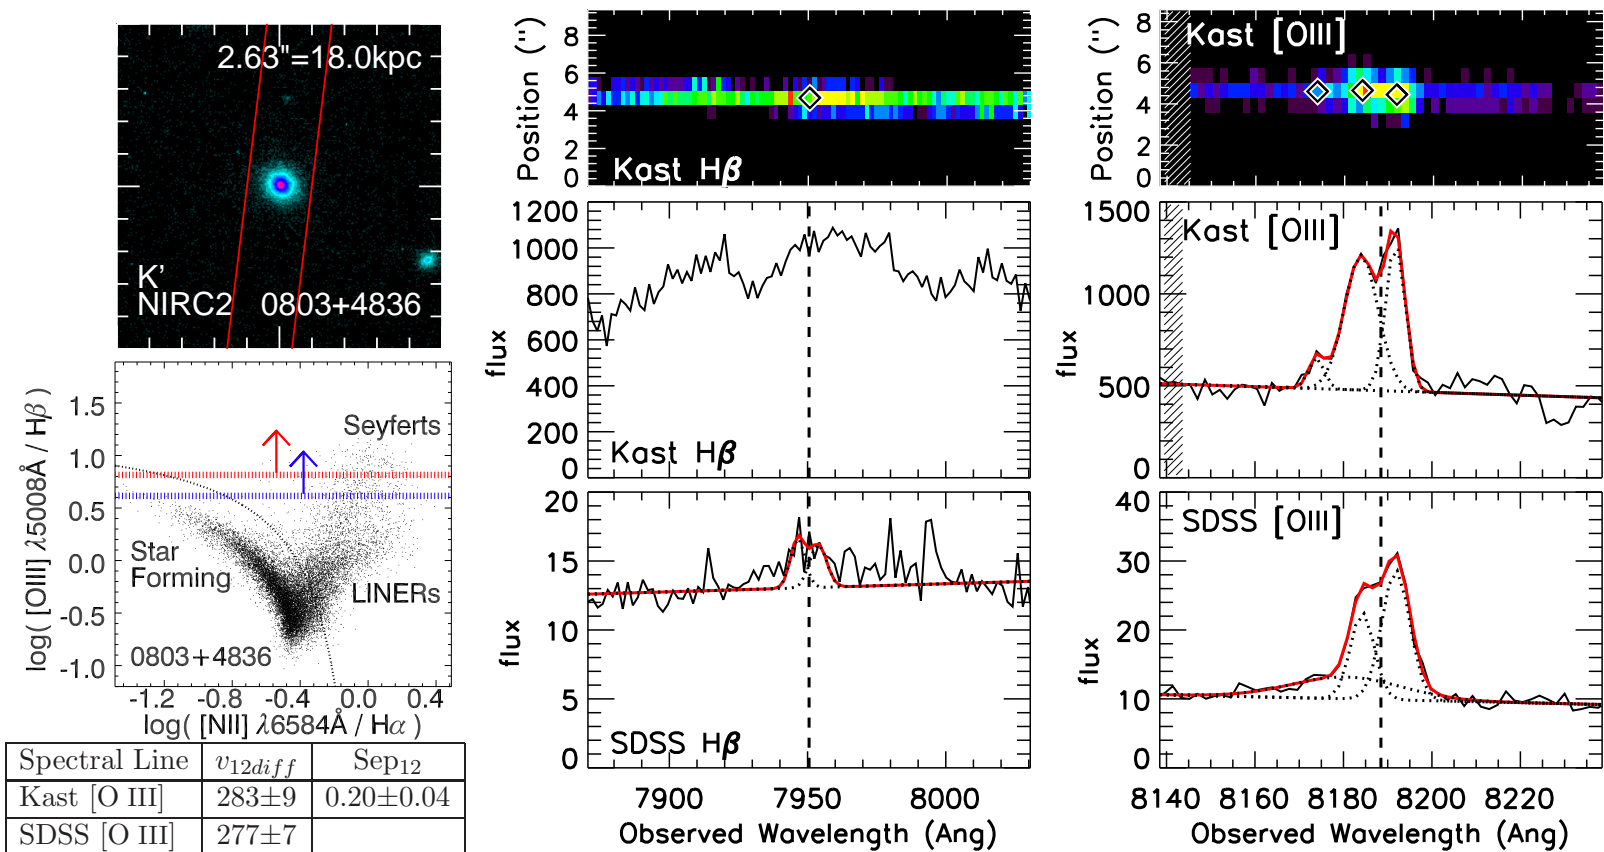 2.63"=18.0kpc
K'
NIRC2 0803+4836
log( [OIII] λ5008Å / Hβ )
1.5
1.0
0.5
0.0
-0.5
-1.0
Seyferts
Star
Forming
LINERs
0803+4836
-1.2 -0.8 -0.4 0.0 0.4
log( [NII] λ6584Å / Hα )
Spectral Line v12diff Sep12
Kast [O III] 283±9 0.20±0.04
SDSS [O III] 277±7
Position (")
8
6
4
2
0
Kast Hβ
flux
1200
1000
800
600
400
200
0
Kast Hβ
flux
20
15
10
5
0
SDSS Hβ
7900 7950 8000
Observed Wavelength (Ang)
Position (")
8
6
4
2
0
Kast [OIII]
flux
1500
1000
500
0
Kast [OIII]
flux
40
30
20
10
0
SDSS [OIII]
8140 8160 8180 8200 8220
Observed Wavelength (Ang)